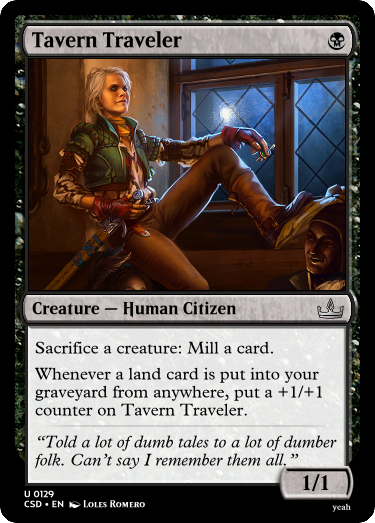 Tavern Traveler
Creature — Human Citizen
Sacrifice a creature: Mill a card.
Whenever a land card is put into your
graveyard from anywhere, put a +1/+1
counter on Tavern Traveler.
“Told a lot of dumb tales to a lot of dumber
folk. Can’t say I remember them all.”
1/1
U 0129
CSD • EN Loles Romero
yeah